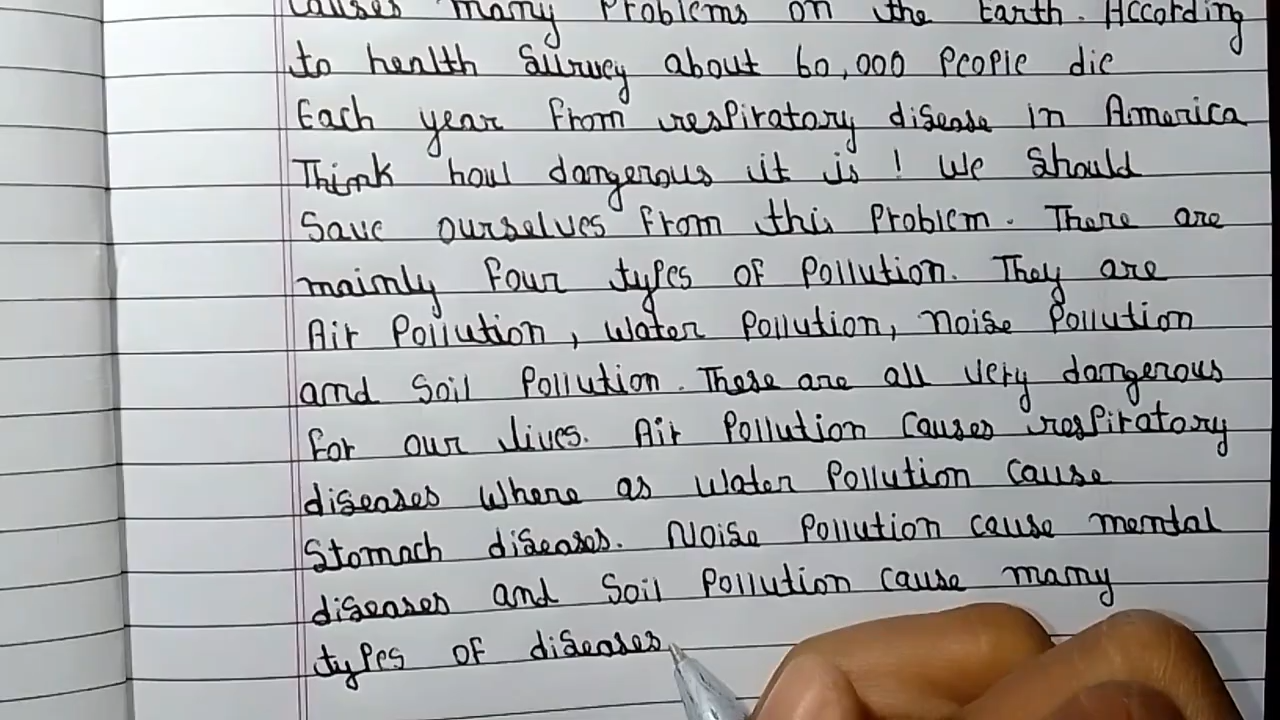 causes many Problems on the Earth. According
to health Survey about 60,000 People die
Each year from respiratory disease in America
Think how dangerous it is! We should
Save ourselves from this Problem. There are
mainly four types of Pollution. They are
Air Pollution, Water Pollution, Noise Pollution
and Soil Pollution. These are all very dangerous
for our lives. Air Pollution Causes respiratory
diseases Where as Water Pollution Cause
Stomach diseases. Noise Pollution cause mental
diseases and Soil Pollution cause many
types of diseases